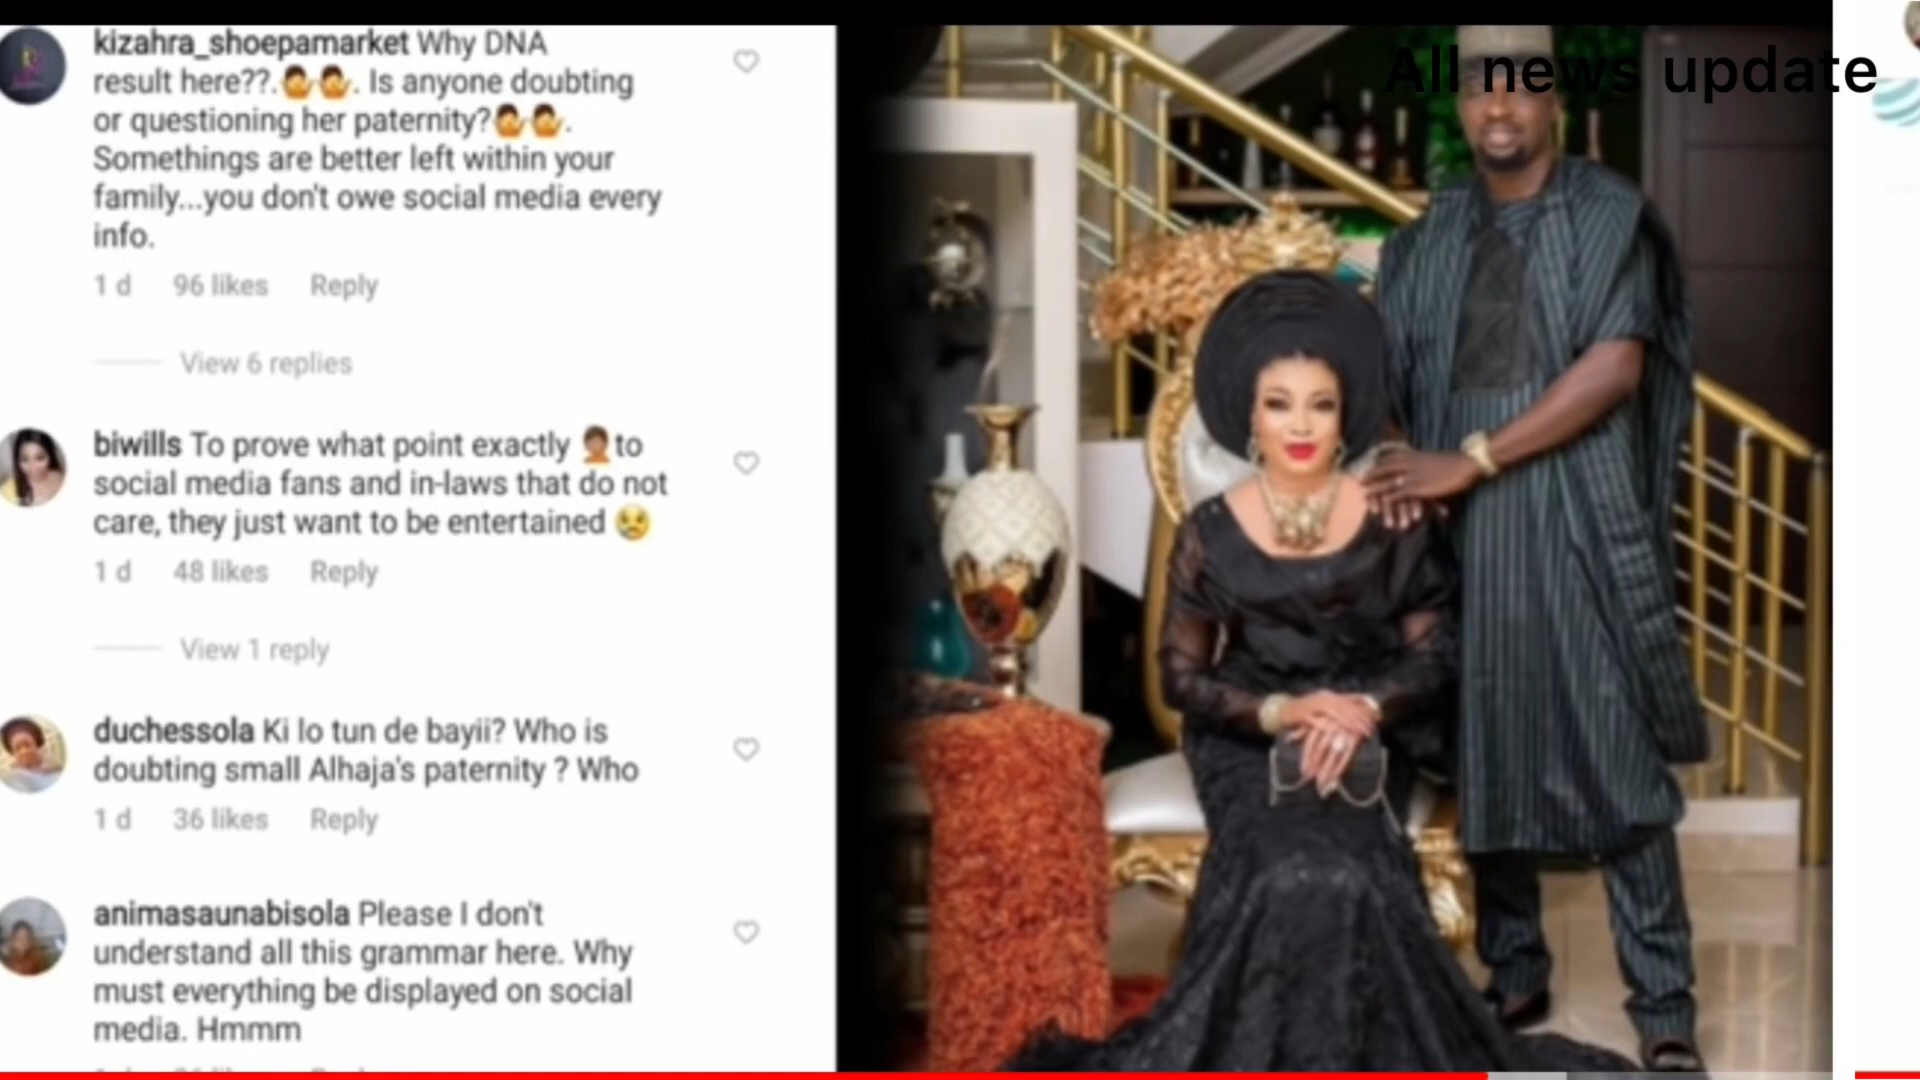 kizahra_shoepamarket Why DNA
result here??.🤷🤷. Is anyone doubting
or questioning her paternity?🤷🤷.
Somethings are better left within your
family...you don't owe social media every
info.
1 d 96 likes Reply
View 6 replies
biwills To prove what point exactly 🤦to
social media fans and in-laws that do not
care, they just want to be entertained 😢
1 d 48 likes Reply
View 1 reply
duchessola Ki lo tun de bayii? Who is
doubting small Alhaja's paternity ? Who
1 d 36 likes Reply
animasaunabisola Please I don't
understand all this grammar here. Why
must everything be displayed on social
media. Hmmm
All news update